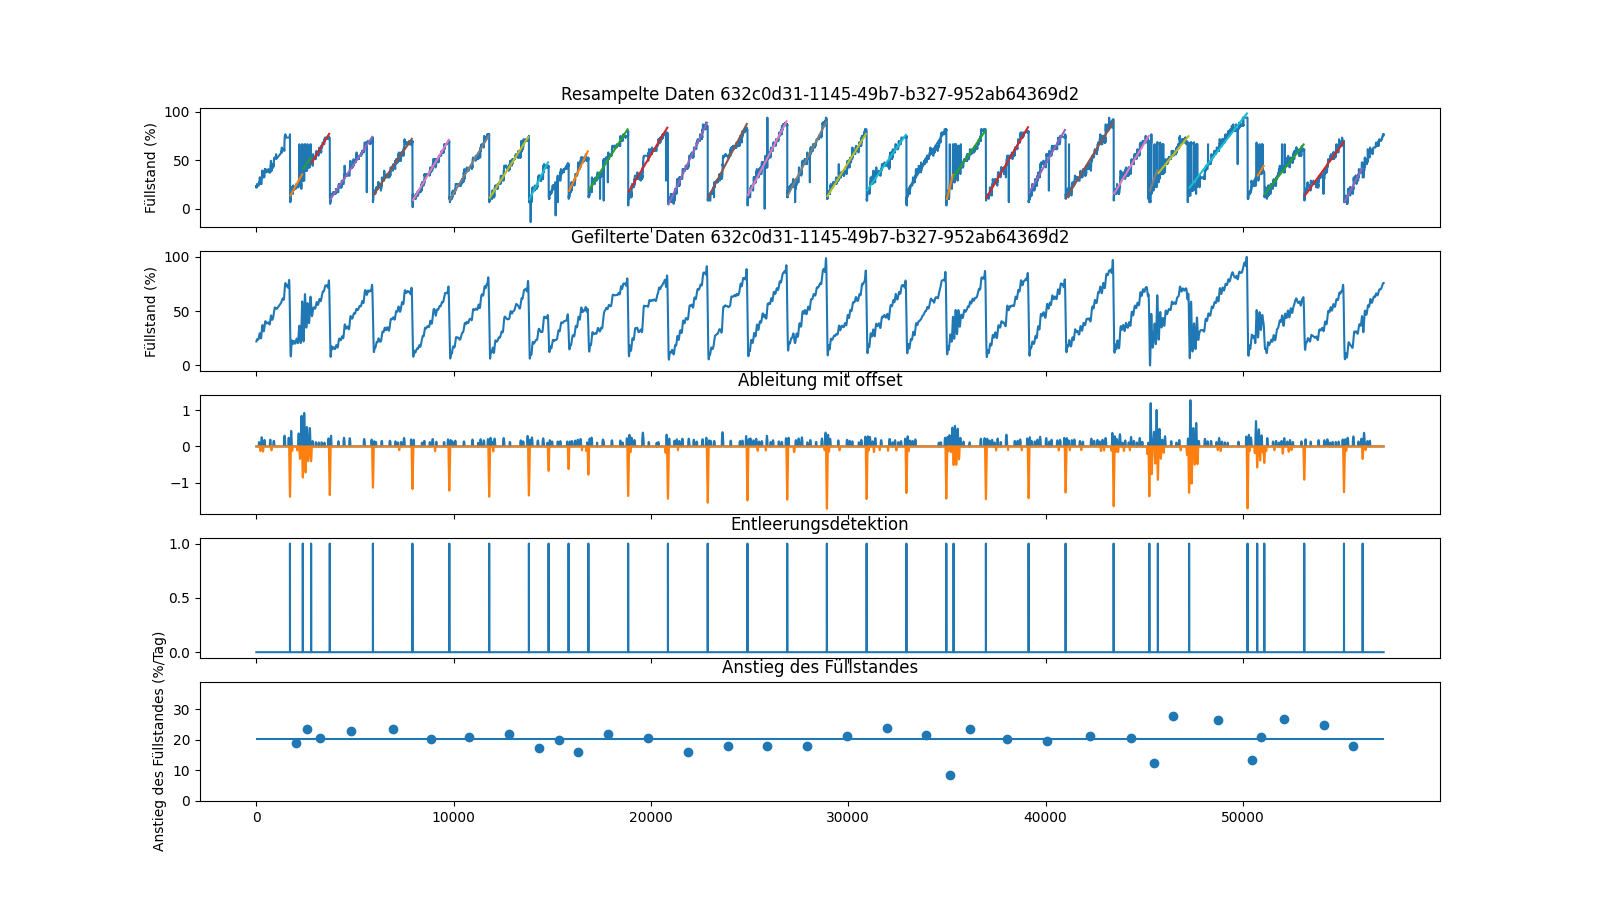 Resampelte Daten 632c0d31-1145-49b7-b327-952ab64369d2
Füllstand (%)
100
50
0
Gefilterte Daten 632c0d31-1145-49b7-b327-952ab64369d2
Füllstand (%)
100
50
0
Ableitung mit offset
1
0
−1
Entleerungsdetektion
1.0
0.5
0.0
Anstieg des Füllstandes
Anstieg des Füllstandes (%/Tag)
30
20
10
0
0 10000 20000 30000 40000 50000